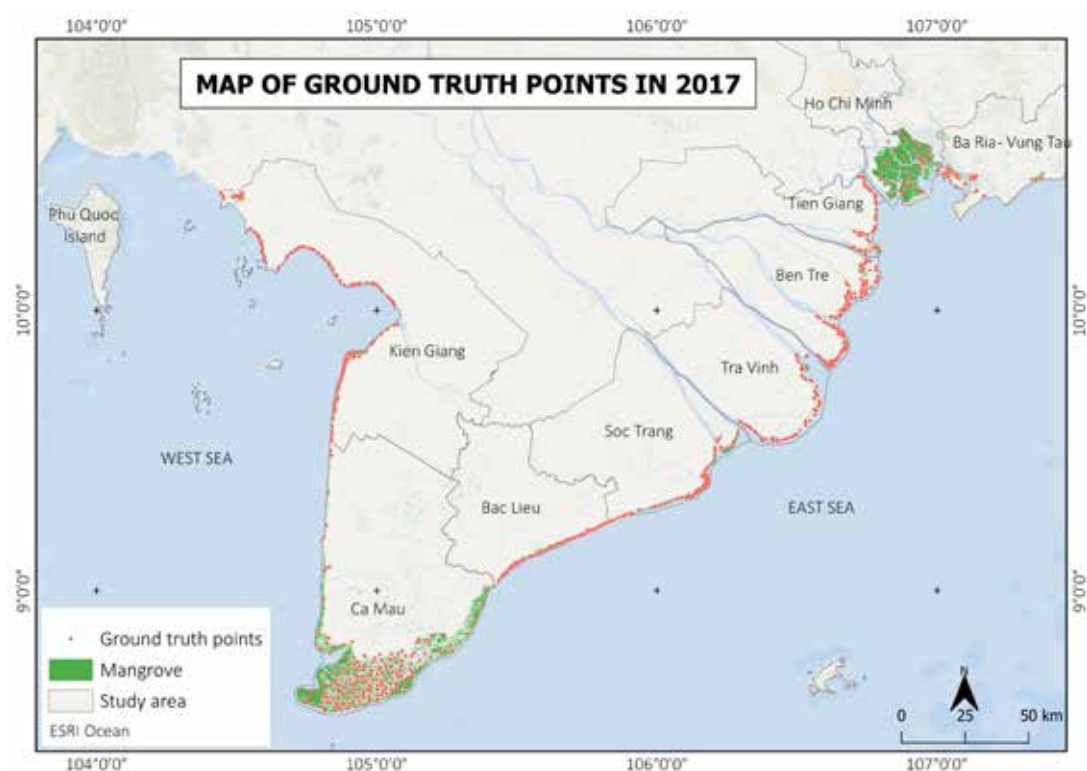 104°0'0"
105°0'0"
106°0'0"
107°0'0"
MAP OF GROUND TRUTH POINTS IN 2017
Ho Chi Minh
Ba Ria- Vung Tau
Phu Quoc
Island
Tien Giang
Ben Tre
10°0'0"
10°0'0"
Kien Giang
Tra Vinh
Soc Trang
WEST SEA
Bac Lieu
EAST SEA
9°0'0"
9°0'0"
Ca Mau
Ground truth points
Mangrove
Study area
ESRI Ocean
N
0 25 50 km
104°0'0"
105°0'0"
106°0'0"
107°0'0"